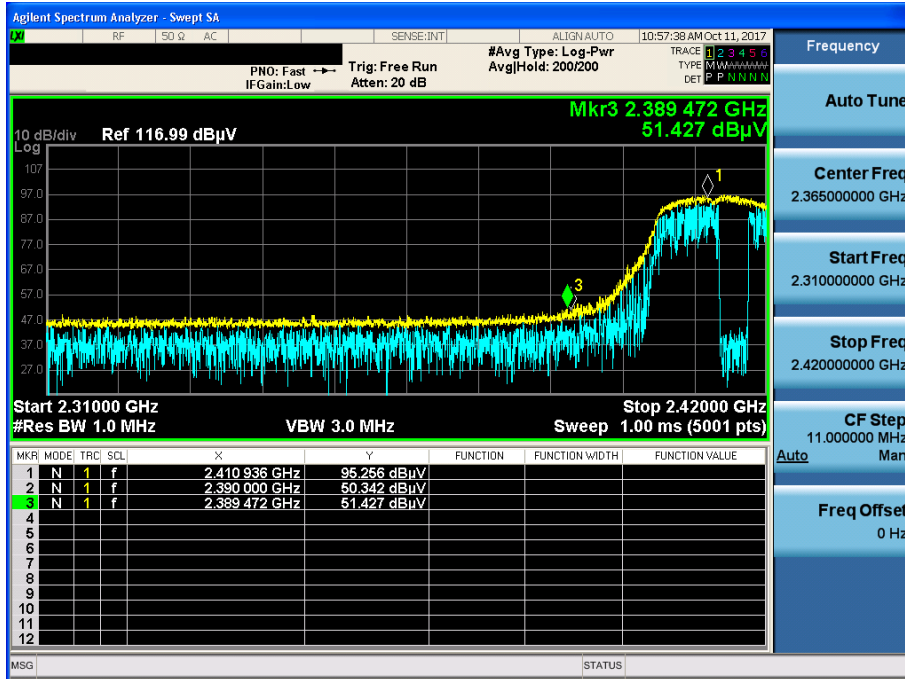 Agilent Spectrum Analyzer - Swept SA
LXI RF 50 Ω AC SENSE:INT ALIGN AUTO 10:57:38 AM Oct 11, 2017
PNO: Fast Trig: Free Run #Avg Type: Log-Pwr TRACE 1 2 3 4 5 6
IFGain:Low Atten: 20 dB Avg|Hold: 200/200 TYPE M W
DET P P N N N N
Mkr3 2.389 472 GHz
51.427 dBµV
10 dB/div Ref 116.99 dBµV
Log
107
97.0
87.0
77.0
67.0
57.0
47.0
37.0
27.0
1
3
Start 2.31000 GHz Stop 2.42000 GHz
#Res BW 1.0 MHz VBW 3.0 MHz Sweep 1.00 ms (5001 pts)
MKR MODE TRC SCL X Y FUNCTION FUNCTION WIDTH FUNCTION VALUE
1 N 1 f 2.410 936 GHz 95.256 dBµV
2 N 1 f 2.390 000 GHz 50.342 dBµV
3 N 1 f 2.389 472 GHz 51.427 dBµV
4
5
6
7
8
9
10
11
12
MSG STATUS
Frequency
Auto Tune
Center Freq
2.365000000 GHz
Start Freq
2.310000000 GHz
Stop Freq
2.420000000 GHz
CF Step
11.000000 MHz
Auto Man
Freq Offset
0 Hz